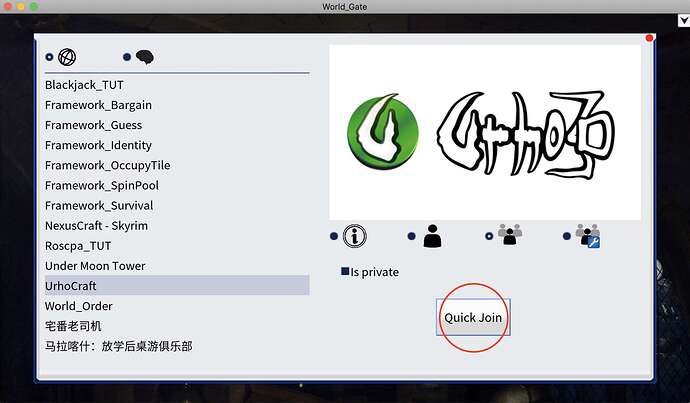 World_Gate
Blackjack_TUT
Framework_Bargain
Framework_Guess
Framework_Identity
Framework_OccupyTile
Framework_SpinPool
Framework_Survival
NexusCraft - Skyrim
Roscpa_TUT
Under Moon Tower
UrhoCraft
World_Order
宅番老司机
马拉喀什：放学后桌游俱乐部
Is private
Quick Join